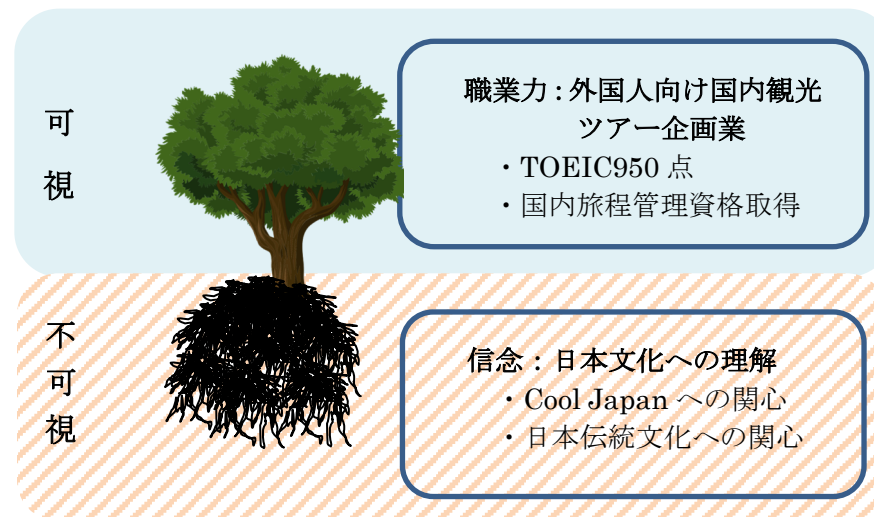 可視
職業力：外国人向け国内観光
ツアー企画業
・TOEIC950 点
・国内旅程管理資格取得
不可視
信念：日本文化への理解
・Cool Japan への関心
・日本伝統文化への関心